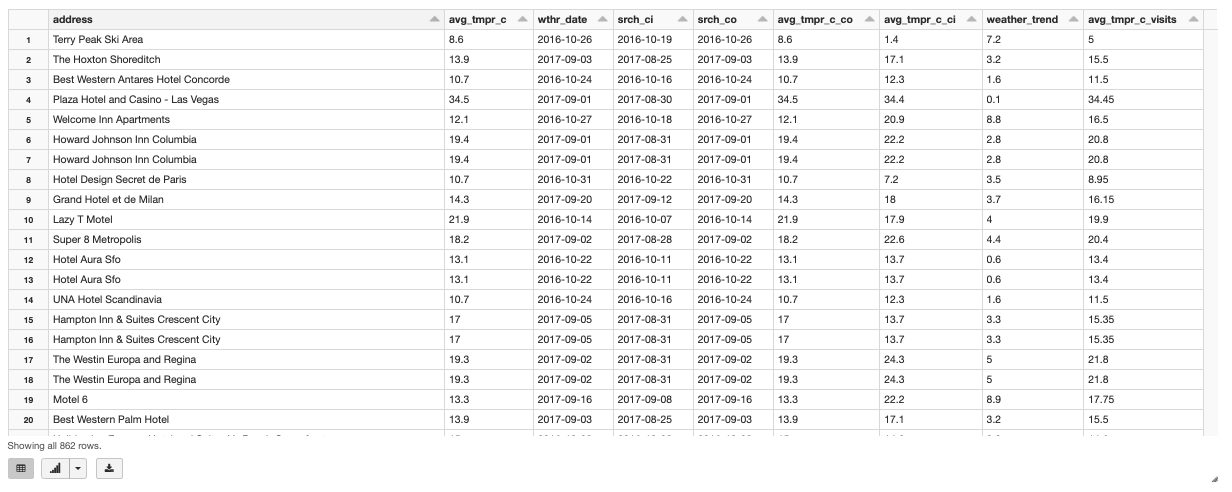 address avg_tmpr_c wthr_date srch_ci srch_co avg_tmpr_c_co avg_tmpr_c_ci weather_trend avg_tmpr_c_visits
1 Terry Peak Ski Area 8.6 2016-10-26 2016-10-19 2016-10-26 8.6 1.4 7.2 5
2 The Hoxton Shoreditch 13.9 2017-09-03 2017-08-25 2017-09-03 13.9 17.1 3.2 15.5
3 Best Western Antares Hotel Concorde 10.7 2016-10-24 2016-10-16 2016-10-24 10.7 12.3 1.6 11.5
4 Plaza Hotel and Casino - Las Vegas 34.5 2017-09-01 2017-08-30 2017-09-01 34.5 34.4 0.1 34.45
5 Welcome Inn Apartments 12.1 2016-10-27 2016-10-18 2016-10-27 12.1 20.9 8.8 16.5
6 Howard Johnson Inn Columbia 19.4 2017-09-01 2017-08-31 2017-09-01 19.4 22.2 2.8 20.8
7 Howard Johnson Inn Columbia 19.4 2017-09-01 2017-08-31 2017-09-01 19.4 22.2 2.8 20.8
8 Hotel Design Secret de Paris 10.7 2016-10-31 2016-10-22 2016-10-31 10.7 7.2 3.5 8.95
9 Grand Hotel et de Milan 14.3 2017-09-20 2017-09-12 2017-09-20 14.3 18 3.7 16.15
10 Lazy T Motel 21.9 2016-10-14 2016-10-07 2016-10-14 21.9 17.9 4 19.9
11 Super 8 Metropolis 18.2 2017-09-02 2017-08-28 2017-09-02 18.2 22.6 4.4 20.4
12 Hotel Aura Sfo 13.1 2016-10-22 2016-10-11 2016-10-22 13.1 13.7 0.6 13.4
13 Hotel Aura Sfo 13.1 2016-10-22 2016-10-11 2016-10-22 13.1 13.7 0.6 13.4
14 UNA Hotel Scandinavia 10.7 2016-10-24 2016-10-16 2016-10-24 10.7 12.3 1.6 11.5
15 Hampton Inn & Suites Crescent City 17 2017-09-05 2017-08-31 2017-09-05 17 13.7 3.3 15.35
16 Hampton Inn & Suites Crescent City 17 2017-09-05 2017-08-31 2017-09-05 17 13.7 3.3 15.35
17 The Westin Europa and Regina 19.3 2017-09-02 2017-08-31 2017-09-02 19.3 24.3 5 21.8
18 The Westin Europa and Regina 19.3 2017-09-02 2017-08-31 2017-09-02 19.3 24.3 5 21.8
19 Motel 6 13.3 2017-09-16 2017-09-08 2017-09-16 13.3 22.2 8.9 17.75
20 Best Western Palm Hotel 13.9 2017-09-03 2017-08-25 2017-09-03 13.9 17.1 3.2 15.5
Showing all 862 rows.